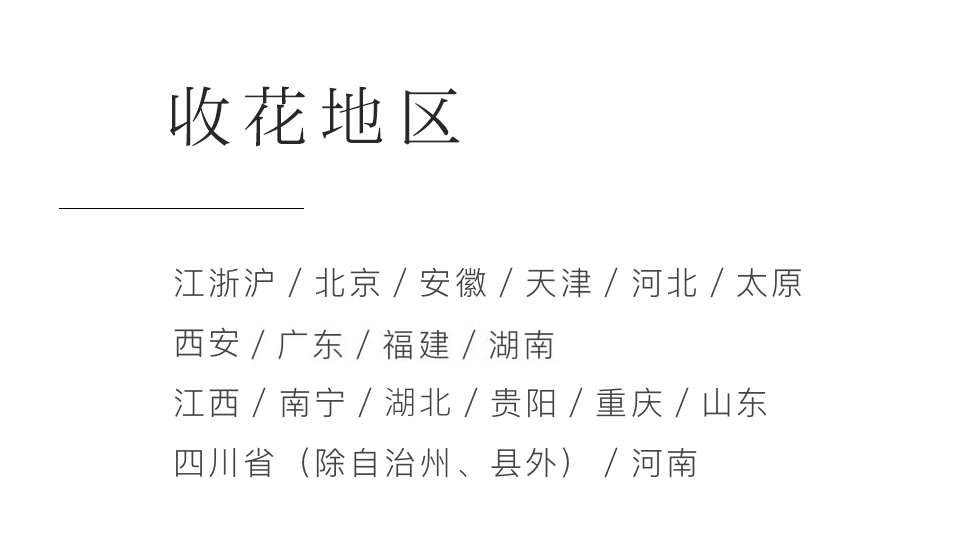 收花地区
江浙沪 / 北京 / 安徽 / 天津 / 河北 / 太原
西安 / 广东 / 福建 / 湖南
江西 / 南宁 / 湖北 / 贵阳 / 重庆 / 山东
四川省（除自治州、县外） / 河南